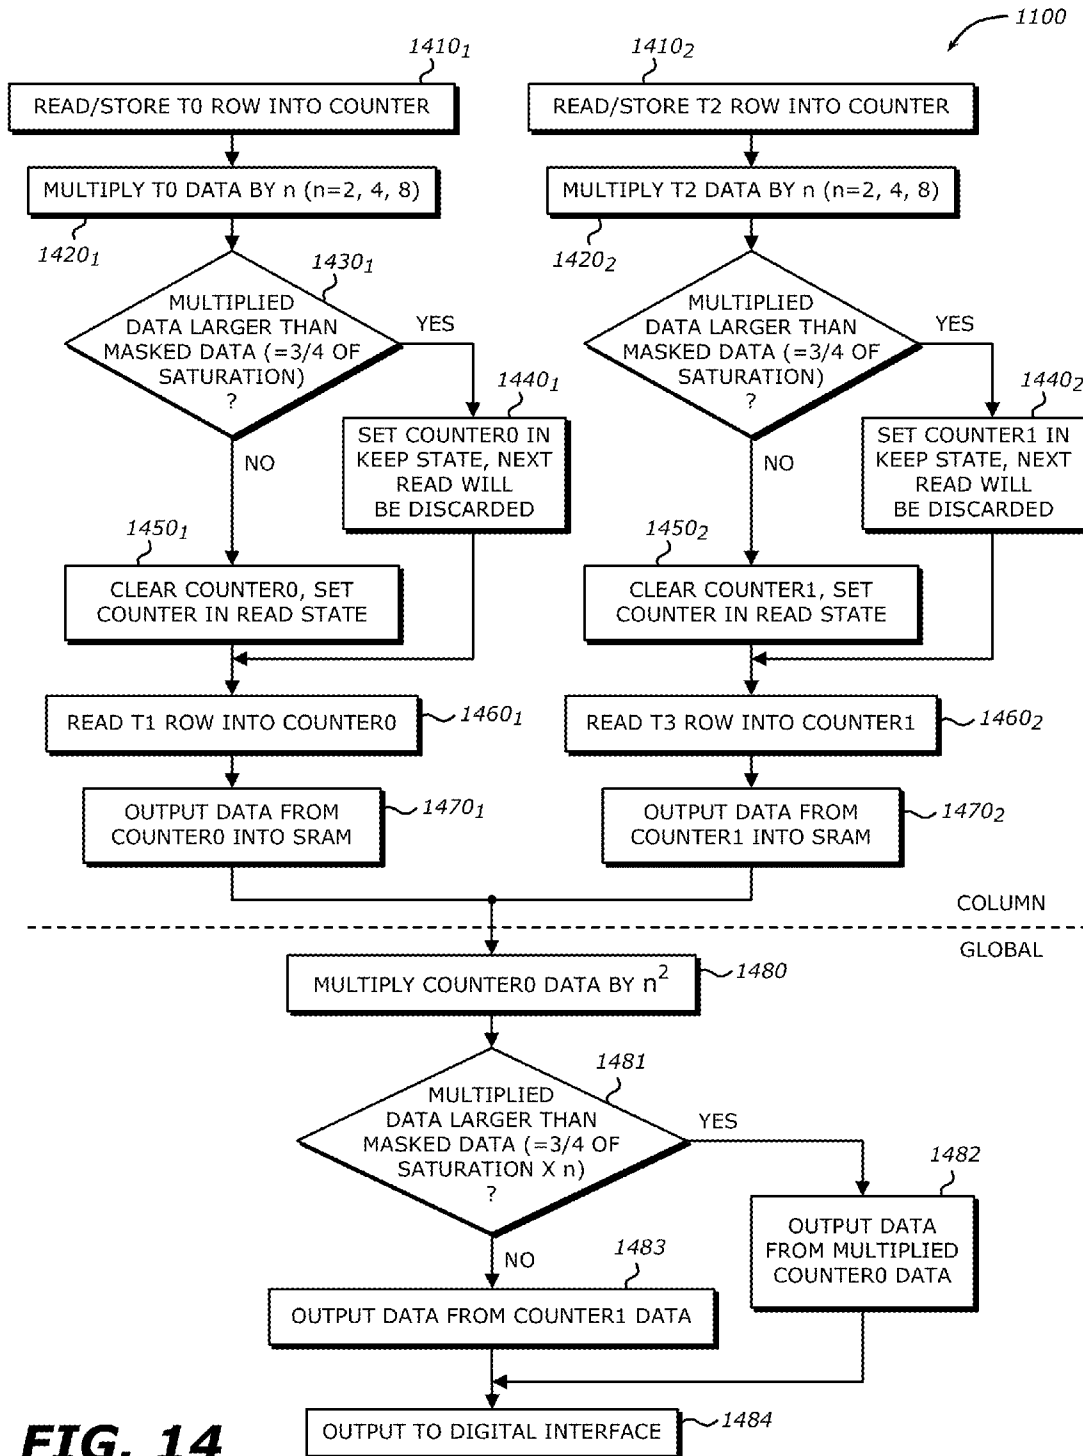 1100
1410₁
READ/STORE T0 ROW INTO COUNTER
MULTIPLY T0 DATA BY n (n=2, 4, 8)
1420₁
1430₁
MULTIPLIED
DATA LARGER THAN
MASKED DATA (=3/4 OF
SATURATION)
?
YES
NO
1440₁
SET COUNTER0 IN
KEEP STATE, NEXT
READ WILL
BE DISCARDED
1450₁
CLEAR COUNTER0, SET
COUNTER IN READ STATE
READ T1 ROW INTO COUNTER0
1460₁
OUTPUT DATA FROM
COUNTER0 INTO SRAM
1470₁
1410₂
READ/STORE T2 ROW INTO COUNTER
MULTIPLY T2 DATA BY n (n=2, 4, 8)
1420₂
1430₂
MULTIPLIED
DATA LARGER THAN
MASKED DATA (=3/4 OF
SATURATION)
?
YES
NO
1440₂
SET COUNTER1 IN
KEEP STATE, NEXT
READ WILL
BE DISCARDED
1450₂
CLEAR COUNTER1, SET
COUNTER IN READ STATE
READ T3 ROW INTO COUNTER1
1460₂
OUTPUT DATA FROM
COUNTER1 INTO SRAM
1470₂
COLUMN
GLOBAL
MULTIPLY COUNTER0 DATA BY n²
1480
1481
MULTIPLIED
DATA LARGER THAN
MASKED DATA (=3/4 OF
SATURATION X n)
?
YES
NO
1482
OUTPUT DATA
FROM MULTIPLIED
COUNTER0 DATA
1483
OUTPUT DATA FROM COUNTER1 DATA
OUTPUT TO DIGITAL INTERFACE
1484
FIG. 14